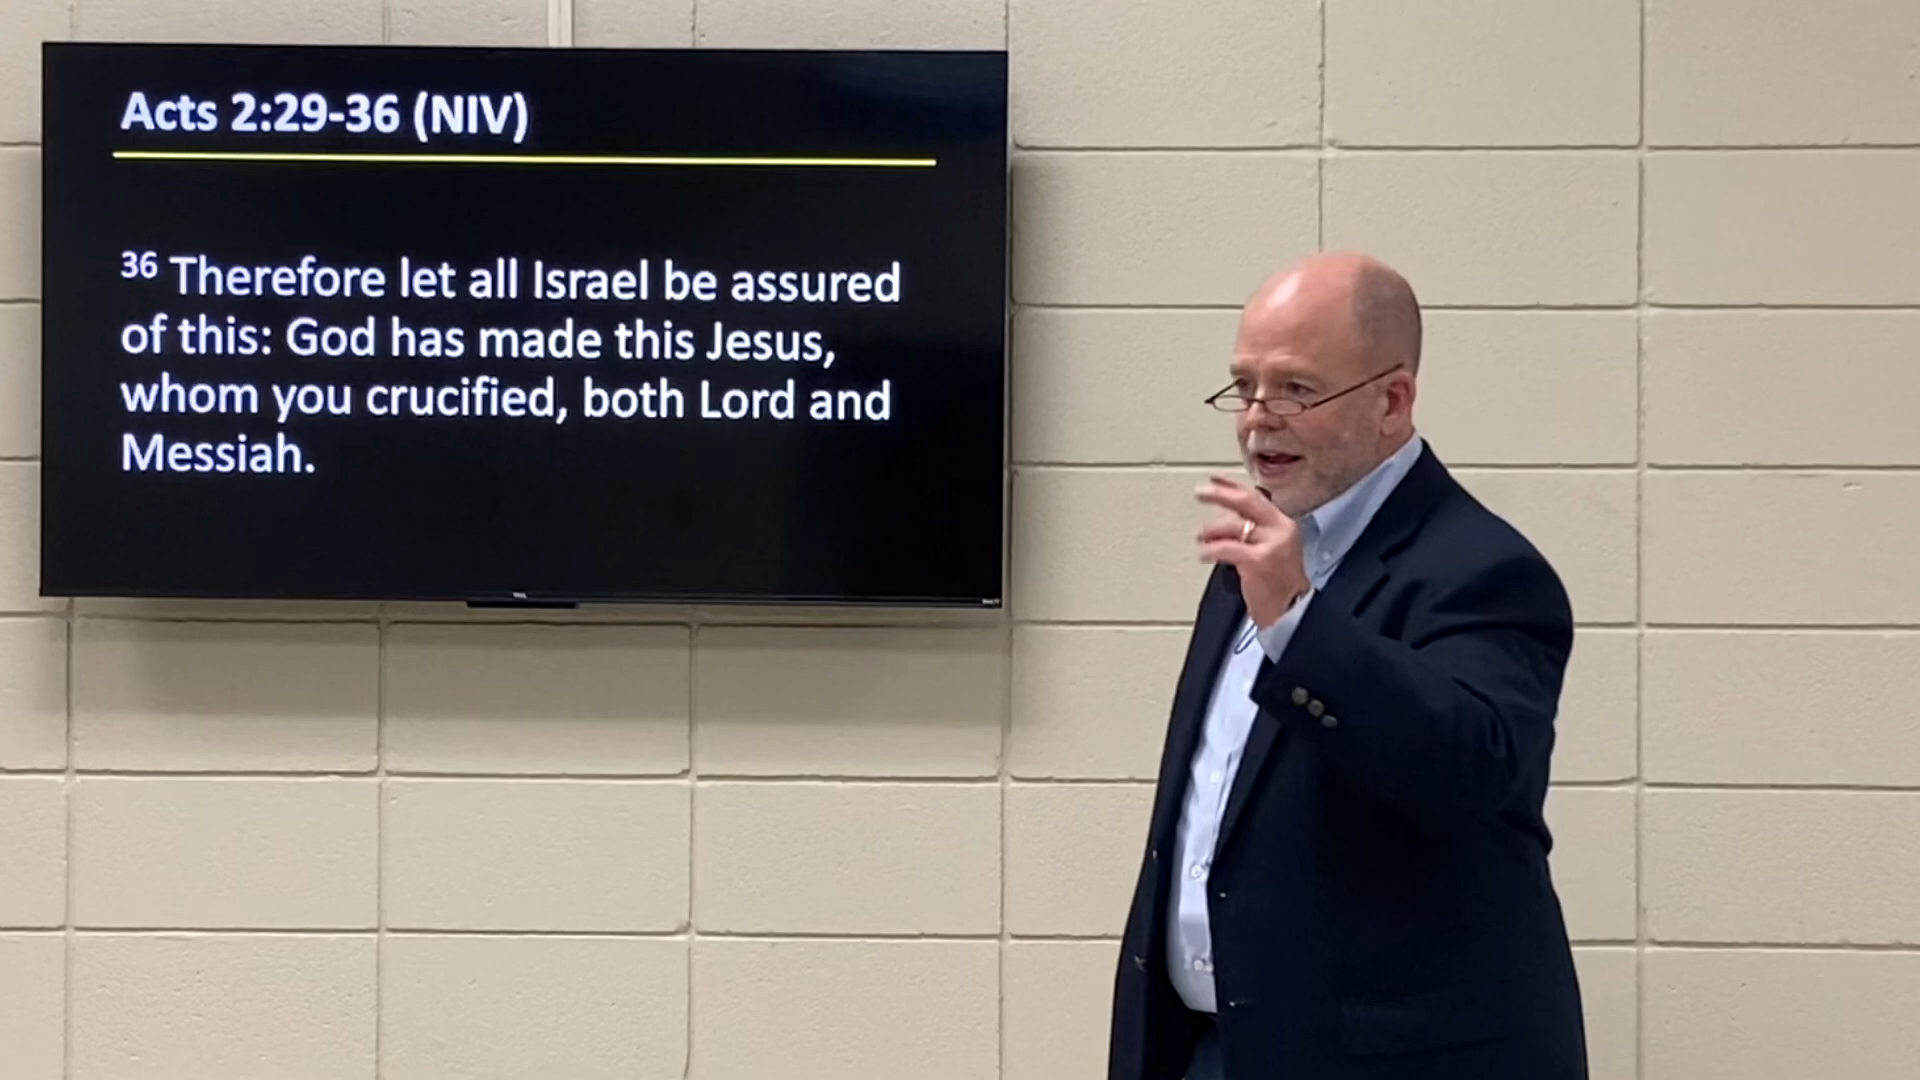 Acts 2:29-36 (NIV)
36 Therefore let all Israel be assured
of this: God has made this Jesus,
whom you crucified, both Lord and
Messiah.
TCL